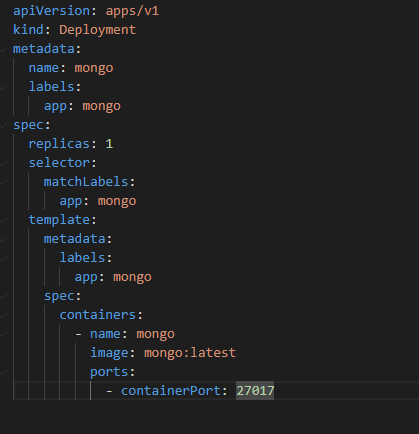 apiVersion: apps/v1
kind: Deployment
metadata:
  name: mongo
  labels:
    app: mongo
spec:
  replicas: 1
  selector:
    matchLabels:
      app: mongo
  template:
    metadata:
      labels:
        app: mongo
    spec:
      containers:
        - name: mongo
          image: mongo:latest
          ports:
            - containerPort: 27017